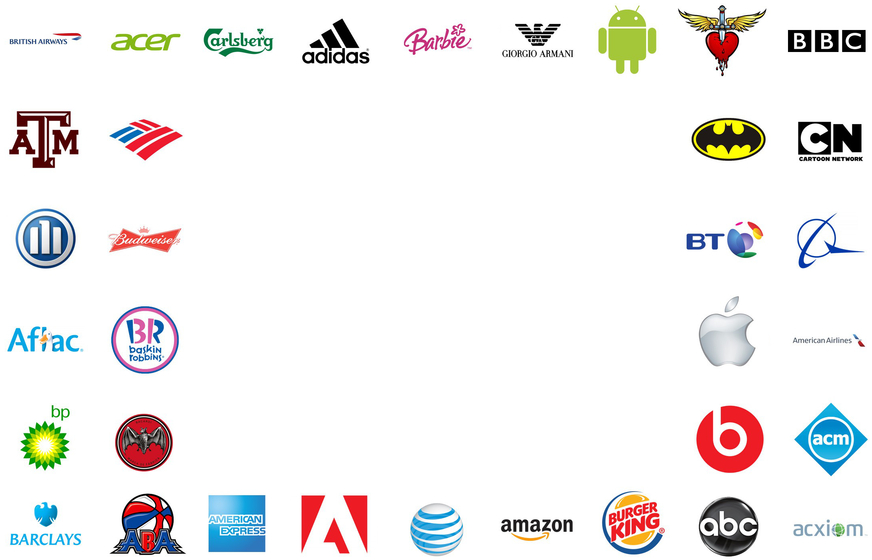 BRITISH AIRWAYS
acer
Carlsberg
adidas
Barbie
GIORGIO ARMANI
BBC
ATM
CN
CARTOON NETWORK
Budweiser
BT
Aflac
BR
baskin
robbins
American Airlines
bp
b
acm
BARCLAYS
ABA
AMERICAN
EXPRESS
A
amazon
BURGER
KING
abc
acxiom